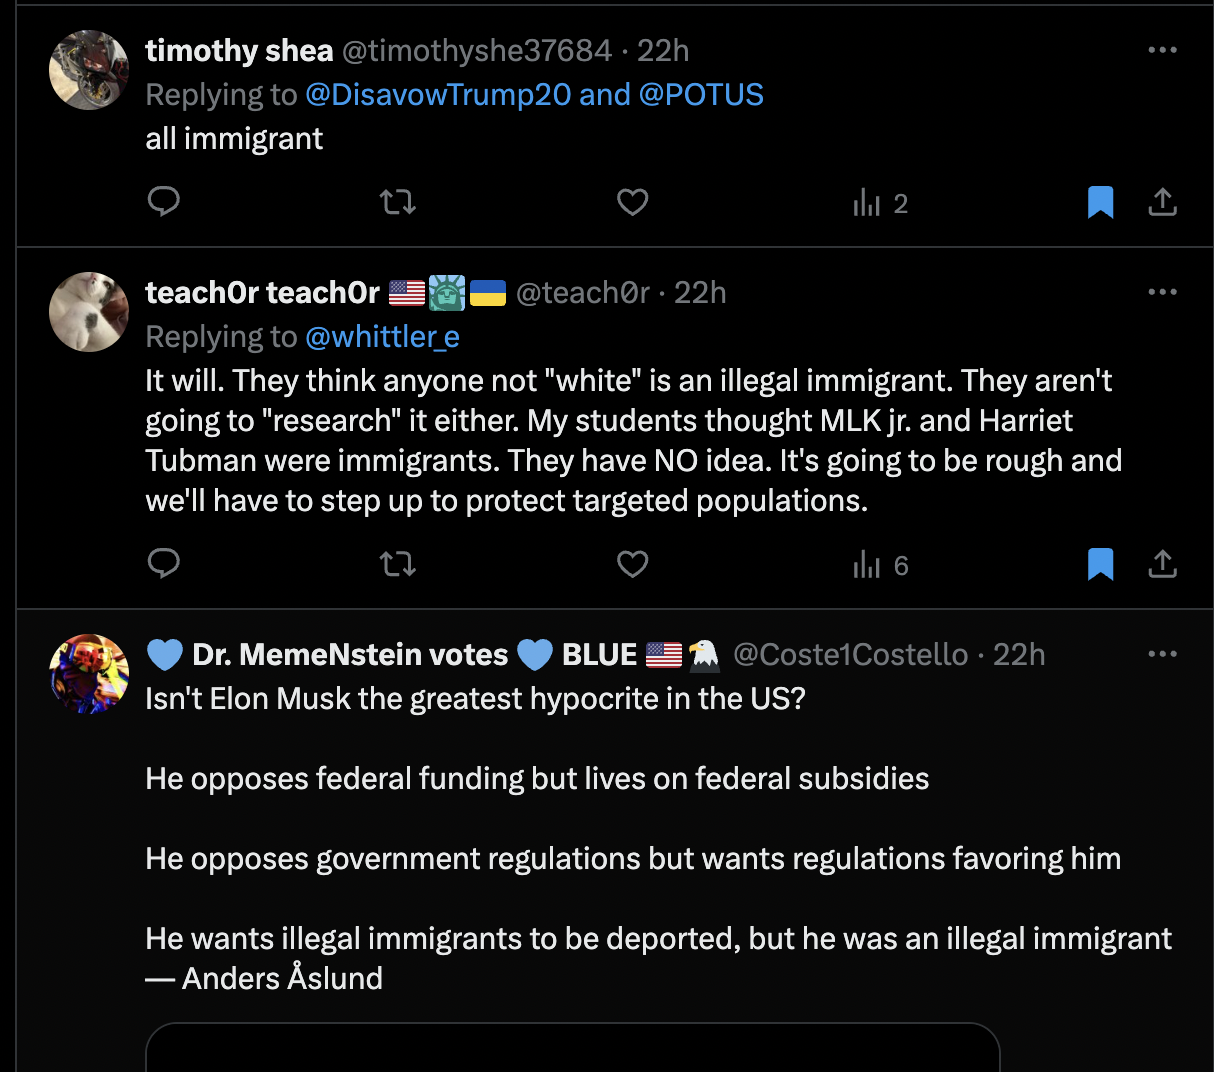 timothy shea @timothyshe37684 · 22h
Replying to @DisavowTrump20 and @POTUS
all immigrant
2
teach0r teach0r 🇺🇸🗽🇺🇦 @teach0r · 22h
Replying to @whittler_e
It will. They think anyone not "white" is an illegal immigrant. They aren't
going to "research" it either. My students thought MLK jr. and Harriet
Tubman were immigrants. They have NO idea. It's going to be rough and
we'll have to step up to protect targeted populations.
6
💙 Dr. MemeNstein votes 💙 BLUE 🇺🇸🦅 @Coste1Costello · 22h
Isn't Elon Musk the greatest hypocrite in the US?
He opposes federal funding but lives on federal subsidies
He opposes government regulations but wants regulations favoring him
He wants illegal immigrants to be deported, but he was an illegal immigrant
— Anders Åslund